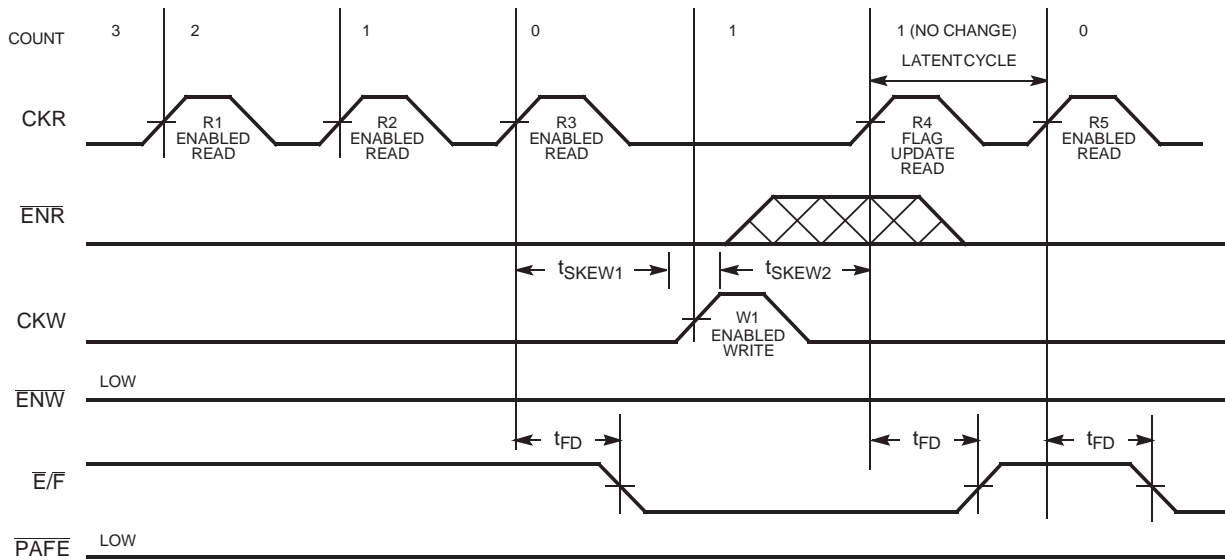 COUNT 3 2 1 0 1 1 (NO CHANGE) 0
LATENT CYCLE
CKR
R1
ENABLED
READ
R2
ENABLED
READ
R3
ENABLED
READ
R4
FLAG
UPDATE
READ
R5
ENABLED
READ
ENR
tSKEW1 tSKEW2
CKW
W1
ENABLED
WRITE
LOW
ENW
tFD tFD tFD
E/F
LOW
PAFE